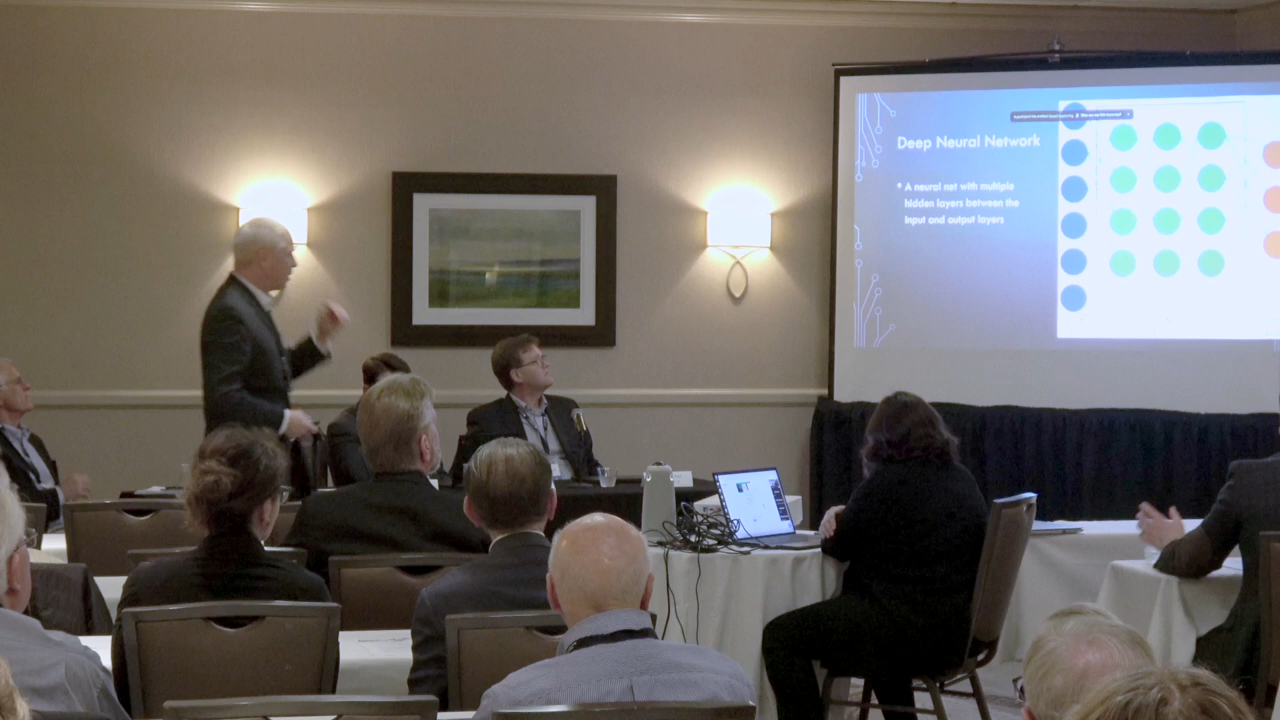 Deep Neural Network
• A neural net with multiple
hidden layers between the
input and output layers